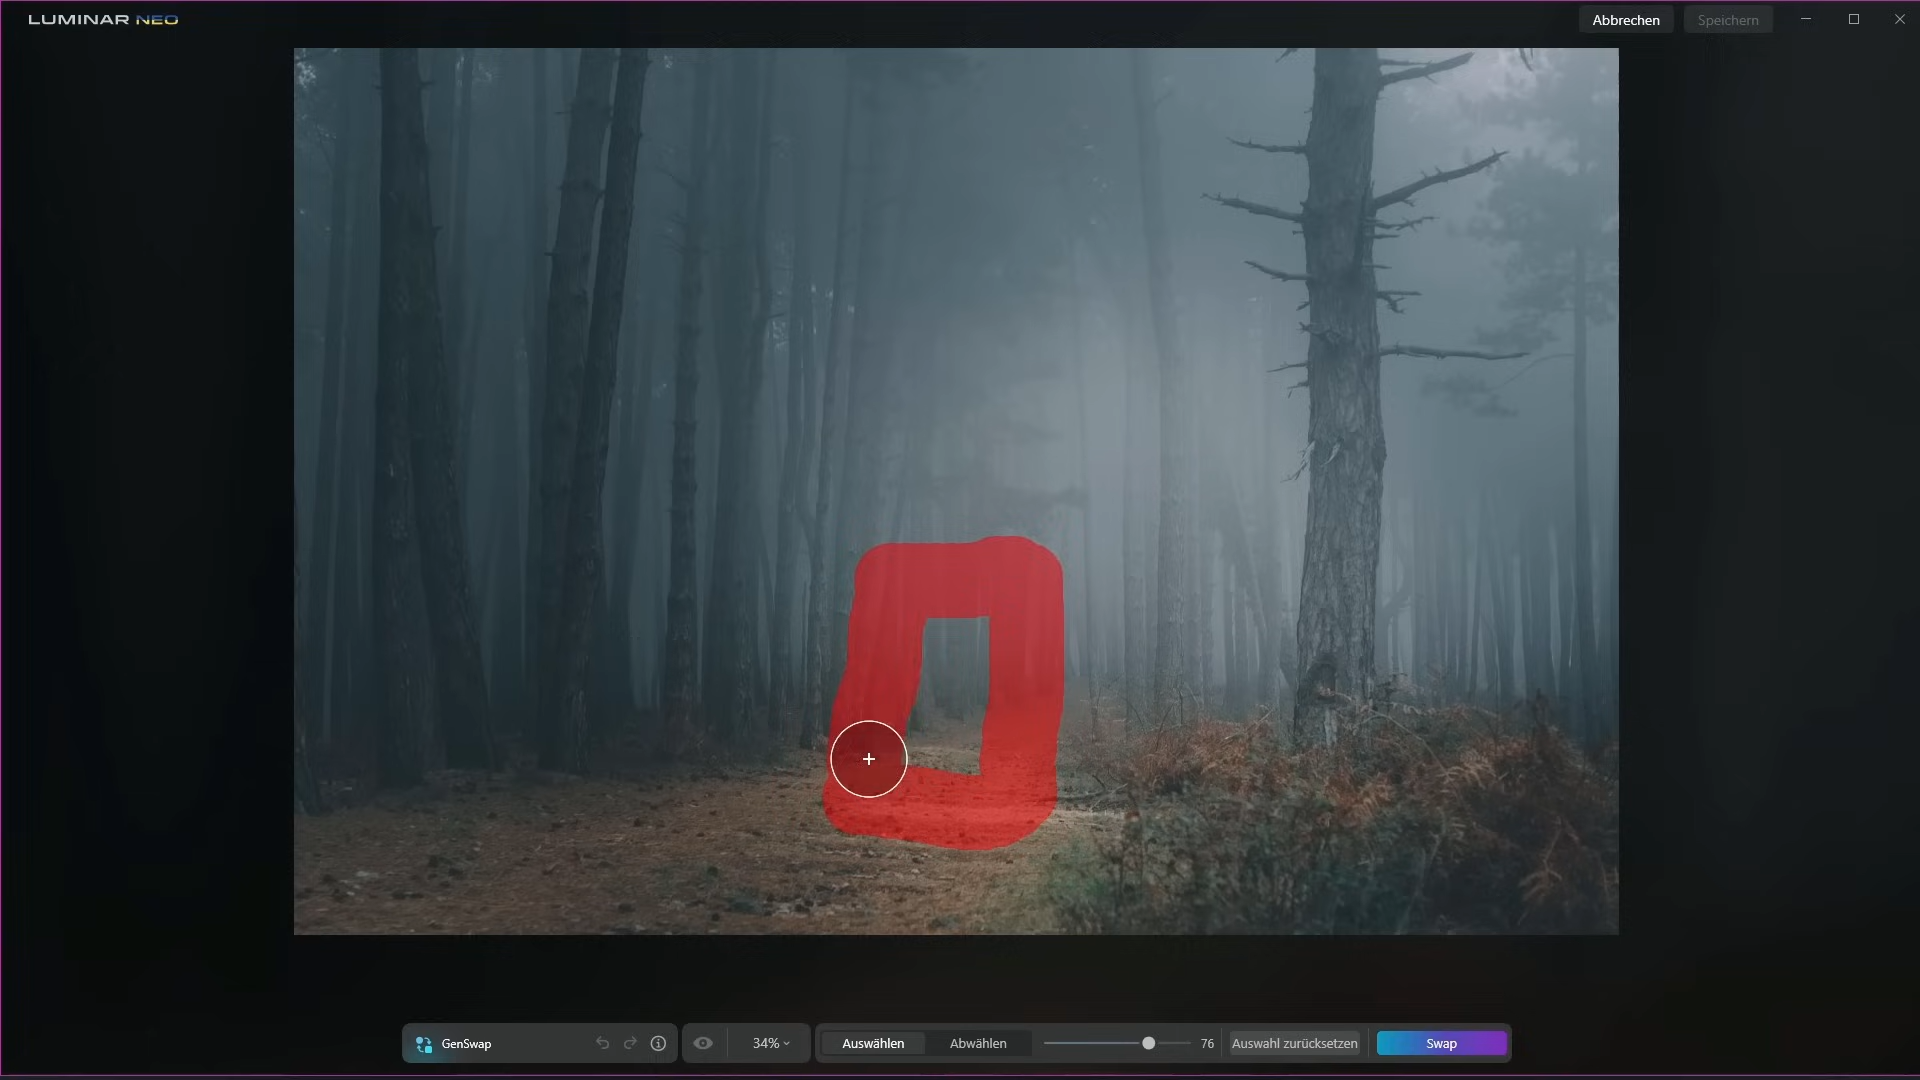 LUMINAR NEO
Abbrechen
Speichern
GenSwap
34%
Auswählen
Abwählen
76
Auswahl zurücksetzen
Swap